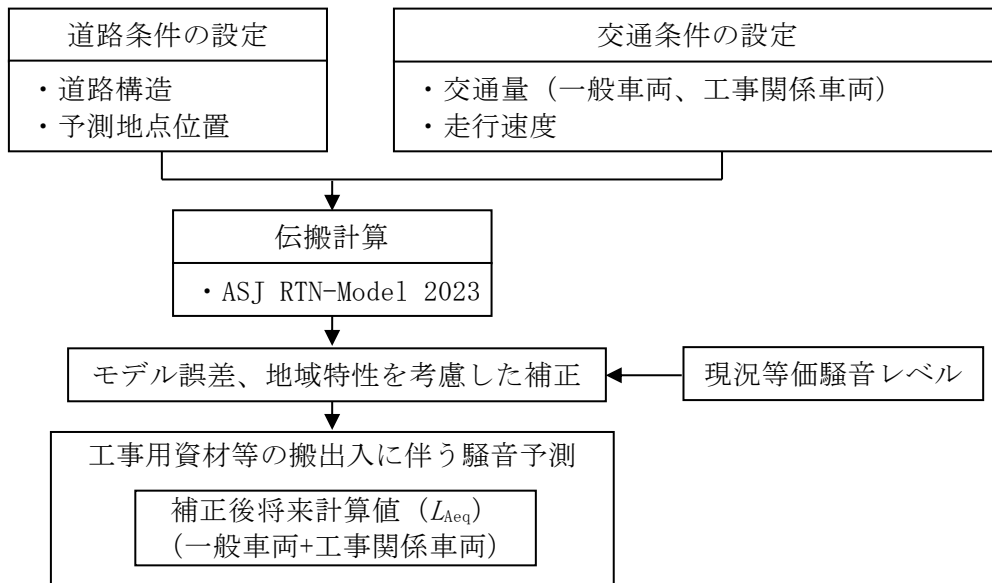 道路条件の設定
・道路構造
・予測地点位置
交通条件の設定
・交通量（一般車両、工事関係車両）
・走行速度
伝搬計算
・ASJ RTN-Model 2023
モデル誤差、地域特性を考慮した補正
現況等価騒音レベル
工事用資材等の搬出入に伴う騒音予測
補正後将来計算値（LAeq）
(一般車両+工事関係車両)